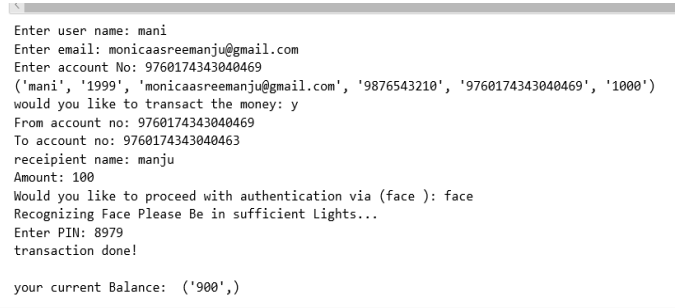 Enter user name: mani
Enter email: monicaasreemanju@gmail.com
Enter account No: 9760174343040469
('mani', '1999', 'monicaasreemanju@gmail.com', '9876543210', '9760174343040469', '1000')
would you like to transact the money: y
From account no: 9760174343040469
To account no: 9760174343040463
receipient name: manju
Amount: 100
Would you like to proceed with authentication via (face ): face
Recognizing Face Please Be in sufficient Lights...
Enter PIN: 8979
transaction done!
your current Balance:  ('900',)